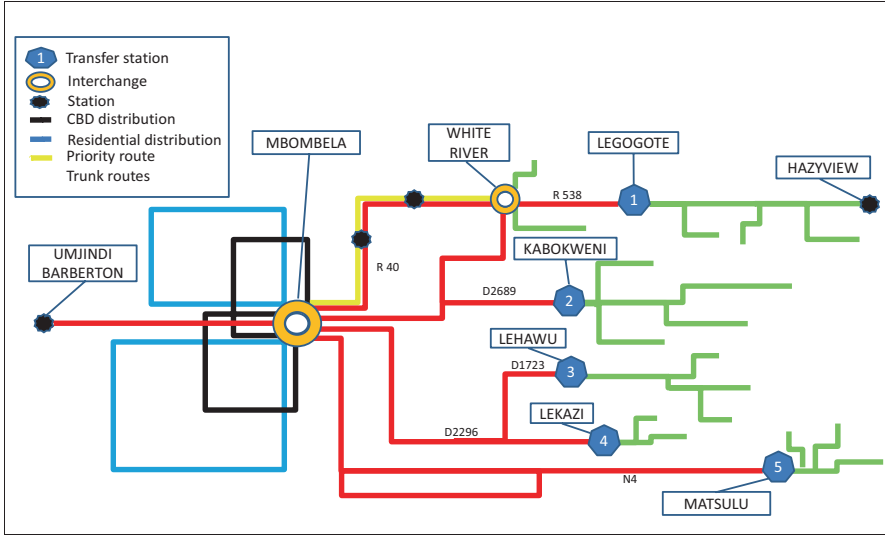 1 Transfer station
Interchange
Station
CBD distribution
Residential distribution
Priority route
Trunk routes
MBOMBELA
WHITE
RIVER
LEGOGOTE
HAZYVIEW
R 538
1
UMJINDI
BARBERTON
R 40
KABOKWENI
D2689
2
LEHAWU
D1723
3
LEKAZI
D2296
4
N4
5
MATSULU